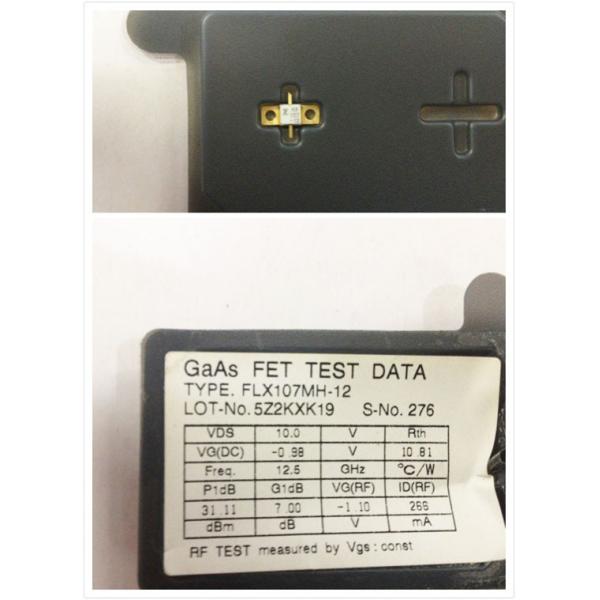 GaAs FET TEST DATA
TYPE. FLX107MH-12
LOT-No. 5Z2KXK19 S-No. 276
VDS 10.0 V Rth
VG(DC) -0.98 V 10.81
Freq. 12.5 GHz °C/W
P1dB G1dB VG(RF) ID(RF)
31.11 7.00 -1.10 266
dBm dB V mA
RF TEST measured by Vgs : const